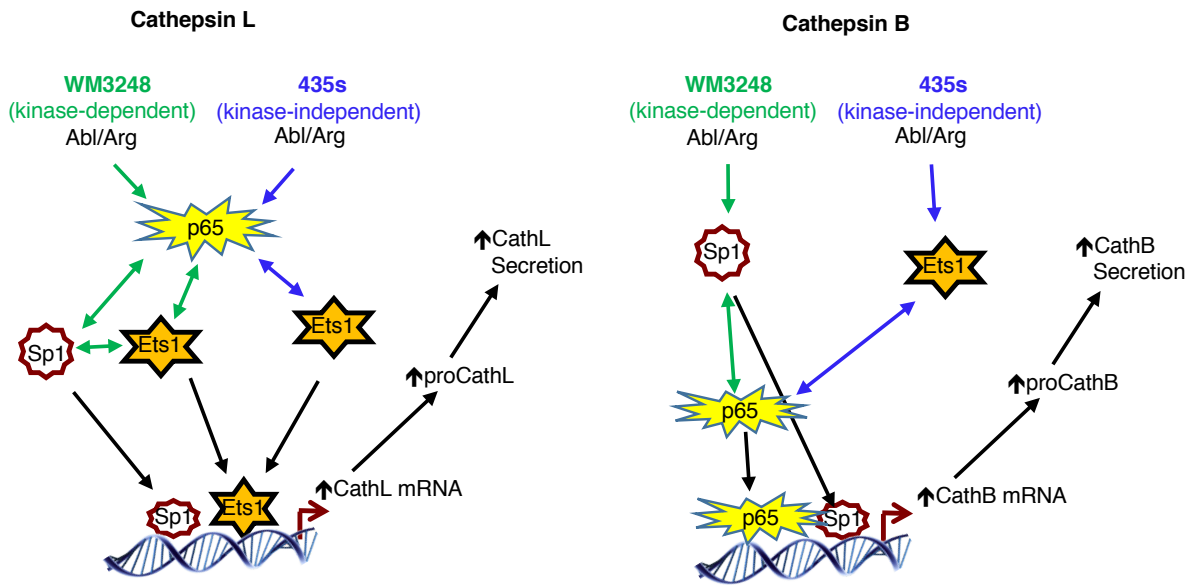 Cathepsin L
WM3248
(kinase-dependent)
Abl/Arg
435s
(kinase-independent)
Abl/Arg
p65
Sp1
Ets1
Ets1
Sp1
Ets1
↑CathL mRNA
↑proCathL
↑CathL
Secretion
Cathepsin B
WM3248
(kinase-dependent)
Abl/Arg
435s
(kinase-independent)
Abl/Arg
Sp1
Ets1
p65
p65
Sp1
↑CathB mRNA
↑proCathB
↑CathB
Secretion